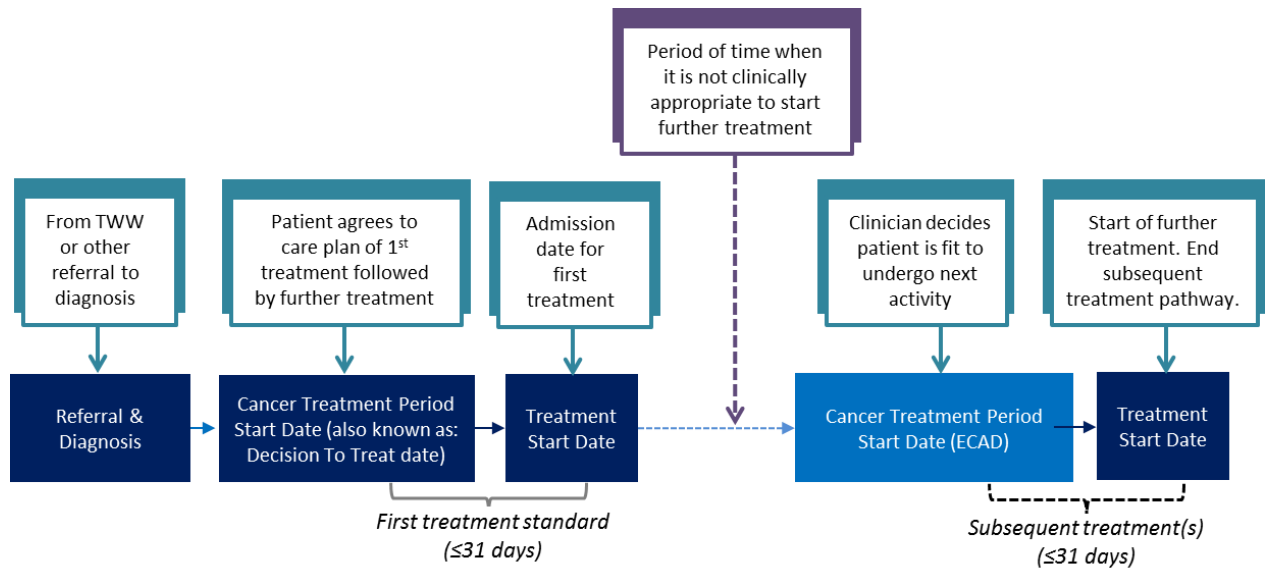 Period of time when
it is not clinically
appropriate to start
further treatment
From TWW
or other
referral to
diagnosis
Patient agrees to
care plan of 1st
treatment followed
by further treatment
Admission
date for
first
treatment
Clinician decides
patient is fit to
undergo next
activity
Start of further
treatment. End
subsequent
treatment pathway.
Referral &
Diagnosis
Cancer Treatment Period
Start Date (also known as:
Decision To Treat date)
Treatment
Start Date
Cancer Treatment Period
Start Date (ECAD)
Treatment
Start Date
First treatment standard
(≤31 days)
Subsequent treatment(s)
(≤31 days)